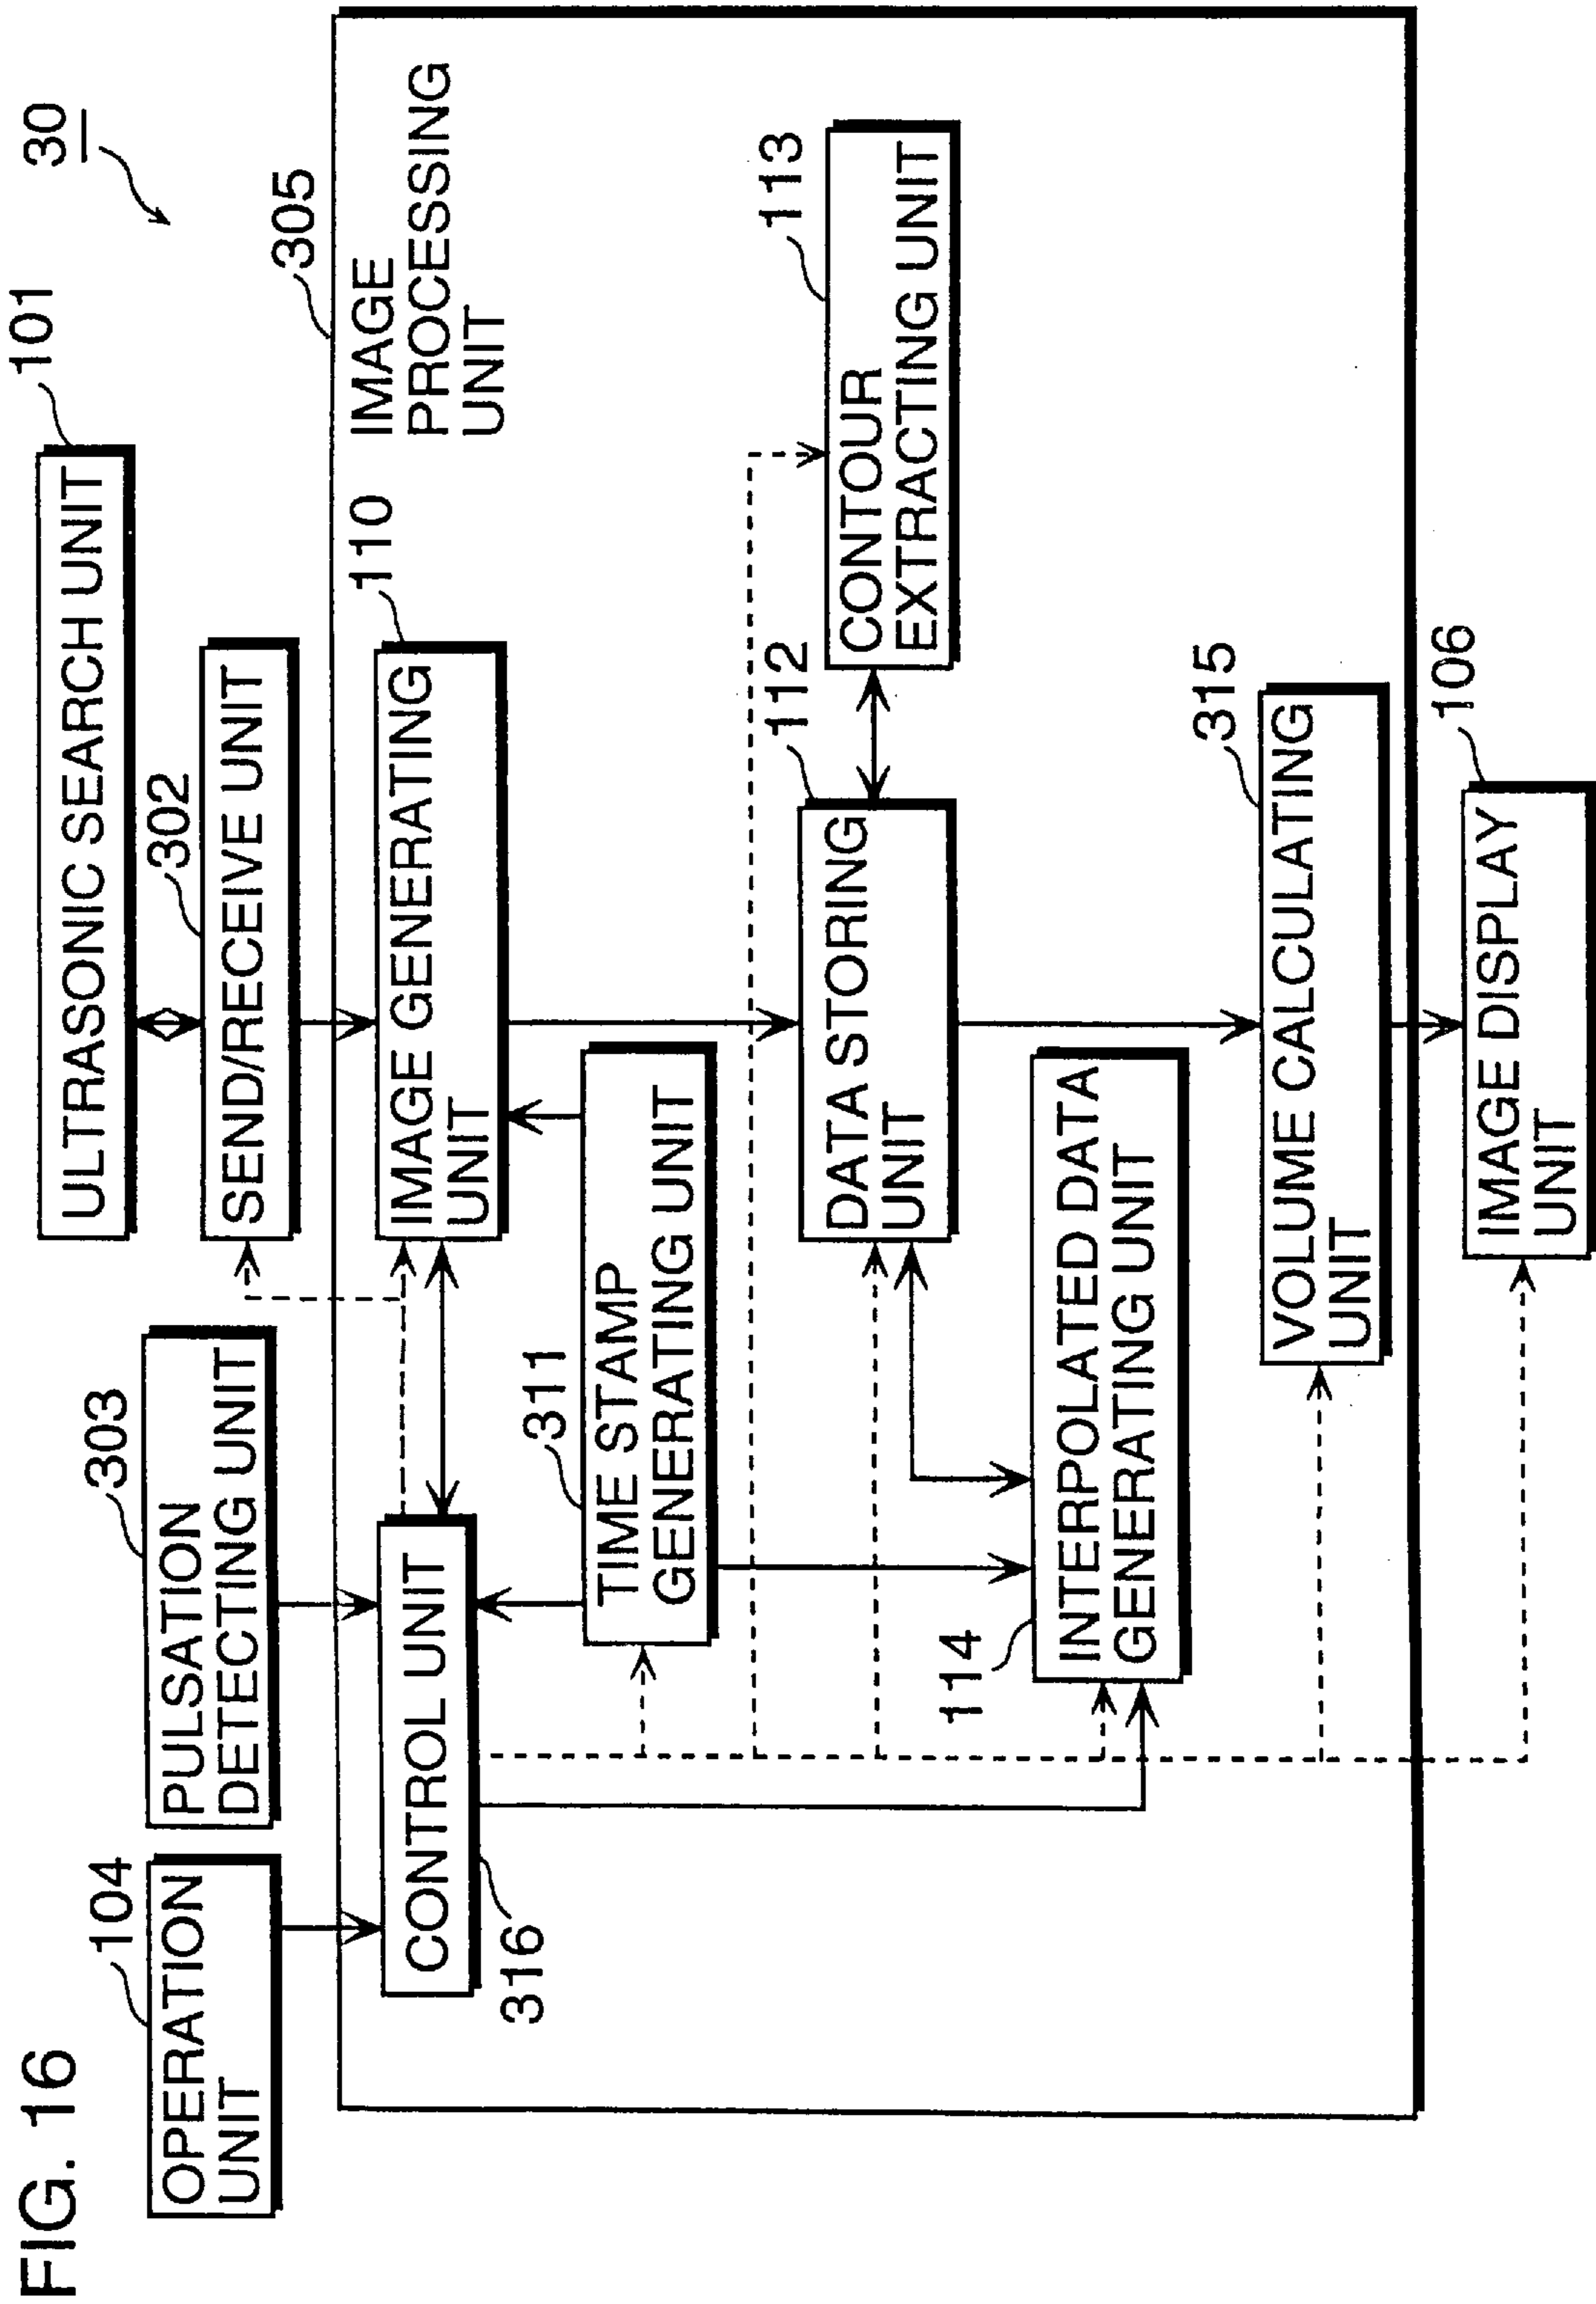 FIG. 16
30
104
OPERATION
UNIT
303
PULSATION
DETECTING UNIT
101
ULTRASONIC SEARCH UNIT
302
SEND/RECEIVE UNIT
305
IMAGE
PROCESSING
UNIT
316
CONTROL UNIT
110
IMAGE GENERATING
UNIT
311
TIME STAMP
GENERATING UNIT
112
DATA STORING
UNIT
113
CONTOUR
EXTRACTING UNIT
114
INTERPOLATED DATA
GENERATING UNIT
315
VOLUME CALCULATING
UNIT
106
IMAGE DISPLAY
UNIT